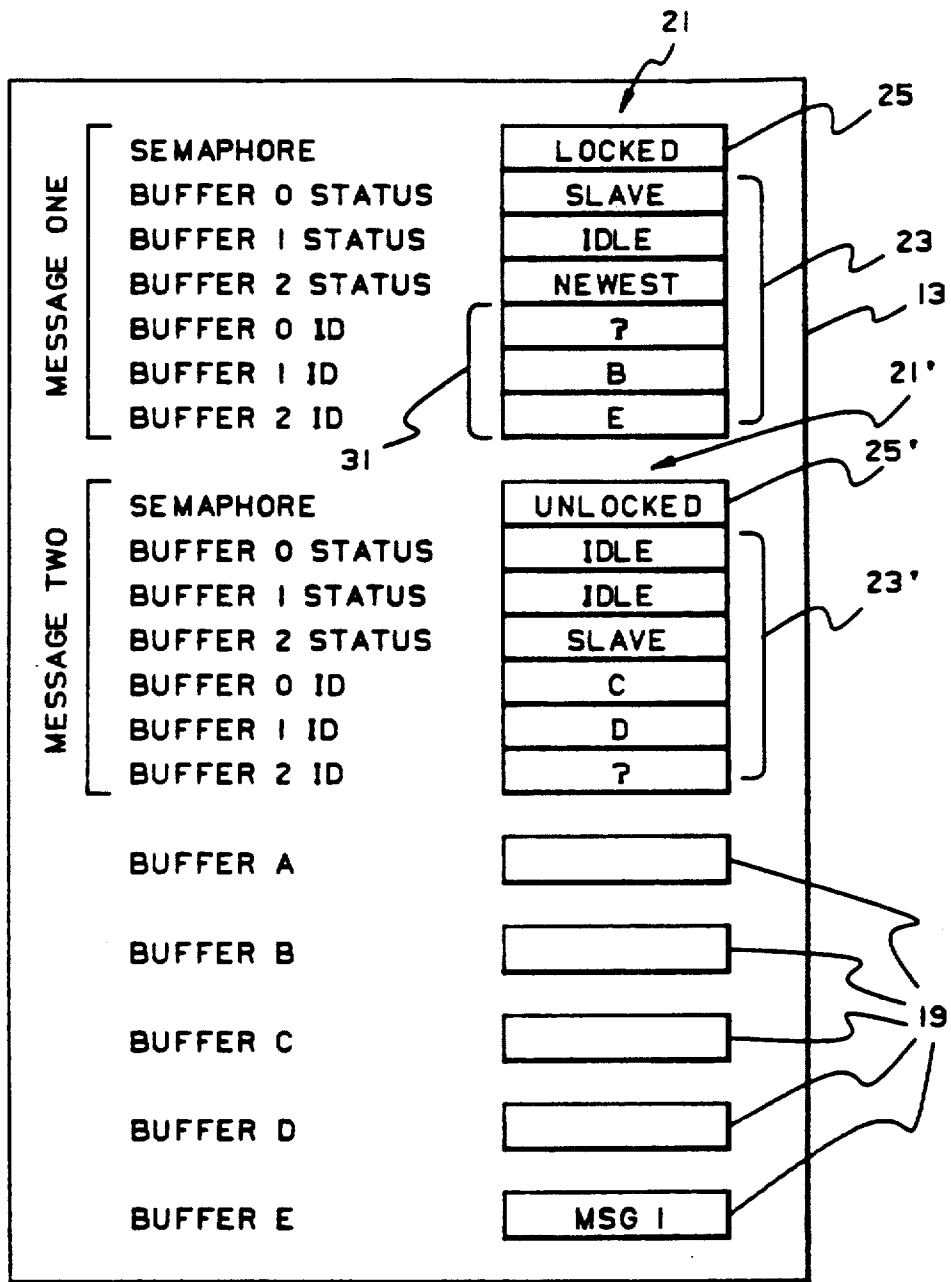 21
25
MESSAGE ONE
SEMAPHORE LOCKED
BUFFER 0 STATUS SLAVE
BUFFER 1 STATUS IDLE
BUFFER 2 STATUS NEWEST
BUFFER 0 ID ?
BUFFER 1 ID B
BUFFER 2 ID E
23
13
21'
31
25'
MESSAGE TWO
SEMAPHORE UNLOCKED
BUFFER 0 STATUS IDLE
BUFFER 1 STATUS IDLE
BUFFER 2 STATUS SLAVE
BUFFER 0 ID C
BUFFER 1 ID D
BUFFER 2 ID ?
23'
BUFFER A
BUFFER B
BUFFER C
19
BUFFER D
BUFFER E MSG 1